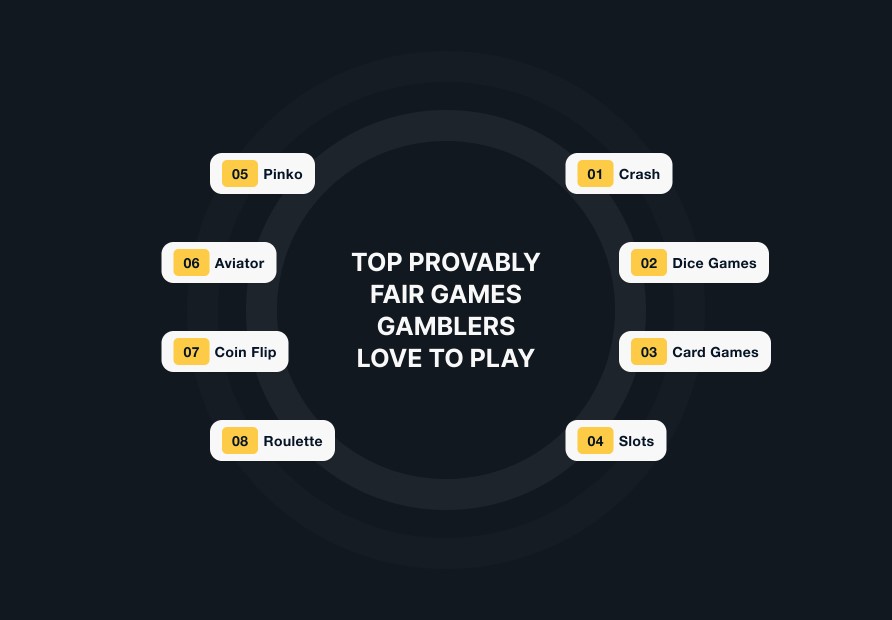 TOP PROVABLY
FAIR GAMES
GAMBLERS
LOVE TO PLAY
01 Crash
02 Dice Games
03 Card Games
04 Slots
05 Pinko
06 Aviator
07 Coin Flip
08 Roulette